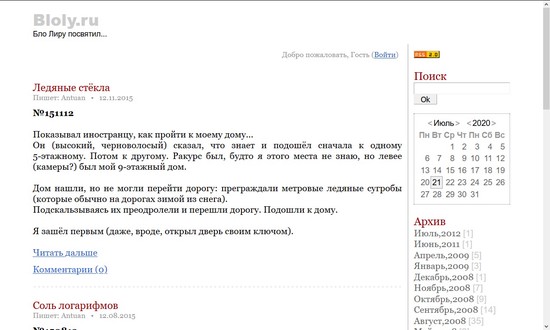 Bloly.ru
Бло Лиру посвятил...
Добро пожаловать, Гость (Войти)
RSS 2.0
Поиск
Ok
< Июль > < 2020 >
Пн Вт Ср Чт Пт Сб Вс
1 2 3 4 5
6 7 8 9 10 11 12
13 14 15 16 17 18 19
20 21 22 23 24 25 26
27 28 29 30 31
Архив
Июль,2012 [1]
Июнь,2011 [1]
Апрель,2009 [5]
Январь,2009 [3]
Декабрь,2008 [1]
Ноябрь,2008 [7]
Октябрь,2008 [9]
Сентябрь,2008 [14]
Август,2008 [35]
Ледяные стёкла
Пишет: Antuan • 12.11.2015
№151112
Показывал иностранцу, как пройти к моему дому...
Он (высокий, черноволосый) сказал, что знает и подошёл сначала к одному
5-этажному. Потом к другому. Ракурс был, будто я этого места не знаю, но левее
(камеры?) был мой 9-этажный дом.
Дом нашли, но не могли перейти дорогу: преграждали метровые ледяные сугробы
(которые обычно на дорогах зимой из снега).
Подскальзываясь их преодролели и перешли дорогу. Подошли к дому.
Я зашёл первым (даже, вроде, открыл дверь своим ключом).
Читать дальше
Комментарии (0)
Соль логарифмов
Пишет: Antuan • 12.08.2015